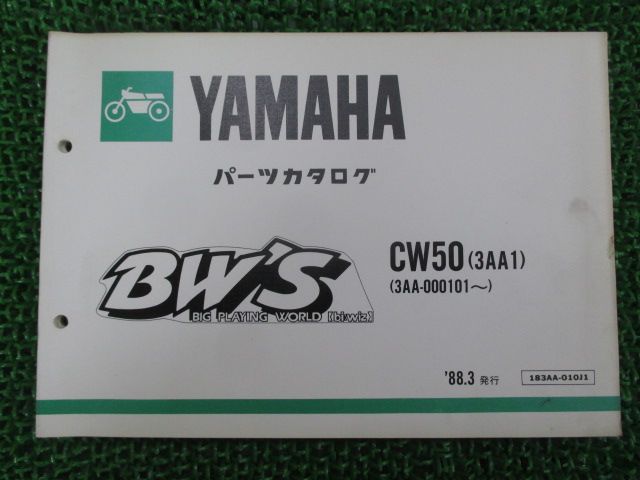 YAMAHA
パーツカタログ
BW'S
BIG PLAYING WORLD【bi:wiz】
CW50(3AA1)
(3AA-000101~)
'88.3 発行
183AA-010J1